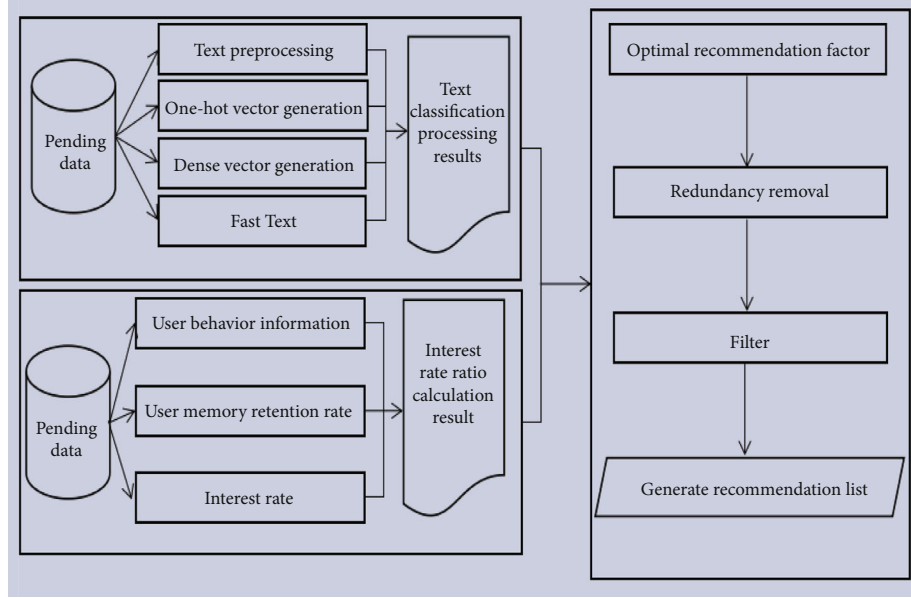 Pending
data
Text preprocessing
One-hot vector generation
Dense vector generation
Fast Text
Text
classification
processing
results
Pending
data
User behavior information
User memory retention rate
Interest rate
Interest
rate ratio
calculation
result
Optimal recommendation factor
Redundancy removal
Filter
Generate recommendation list